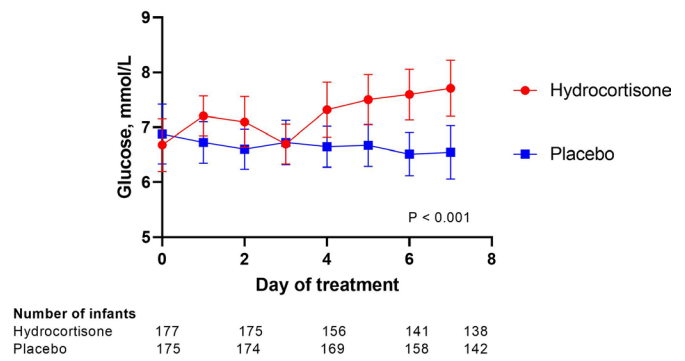 9
8
7
6
5
Glucose, mmol/L
0
2
4
6
8
Day of treatment
P < 0.001
Hydrocortisone
Placebo
Number of infants
Hydrocortisone 177 175 156 141 138
Placebo 175 174 169 158 142